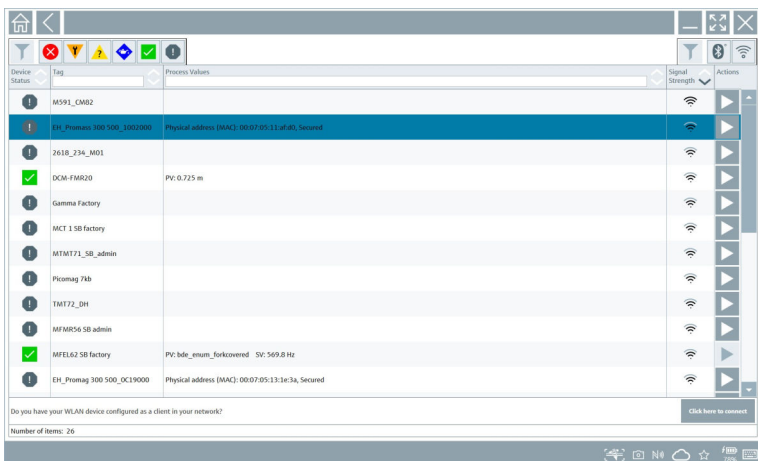 Device Status Tag Process Values Signal Strength Actions
M591_CM82
EH_Promass 300 500_1002000 Physical address (MAC): 00:07:05:11:af:d0, Secured
2618_234_M01
DCM-FMR20 PV: 0.725 m
Gamma Factory
MCT 1 SB factory
MTMT71_SB_admin
Picomag 7kb
TMT72_DH
MFMR56 SB admin
MFEL62 SB factory PV: bde_enum_forkcovered SV: 569.8 Hz
EH_Promag 300 500_0C19000 Physical address (MAC): 00:07:05:13:1e:3a, Secured
Do you have your WLAN device configured as a client in your network? Click here to connect
Number of items: 26
78%